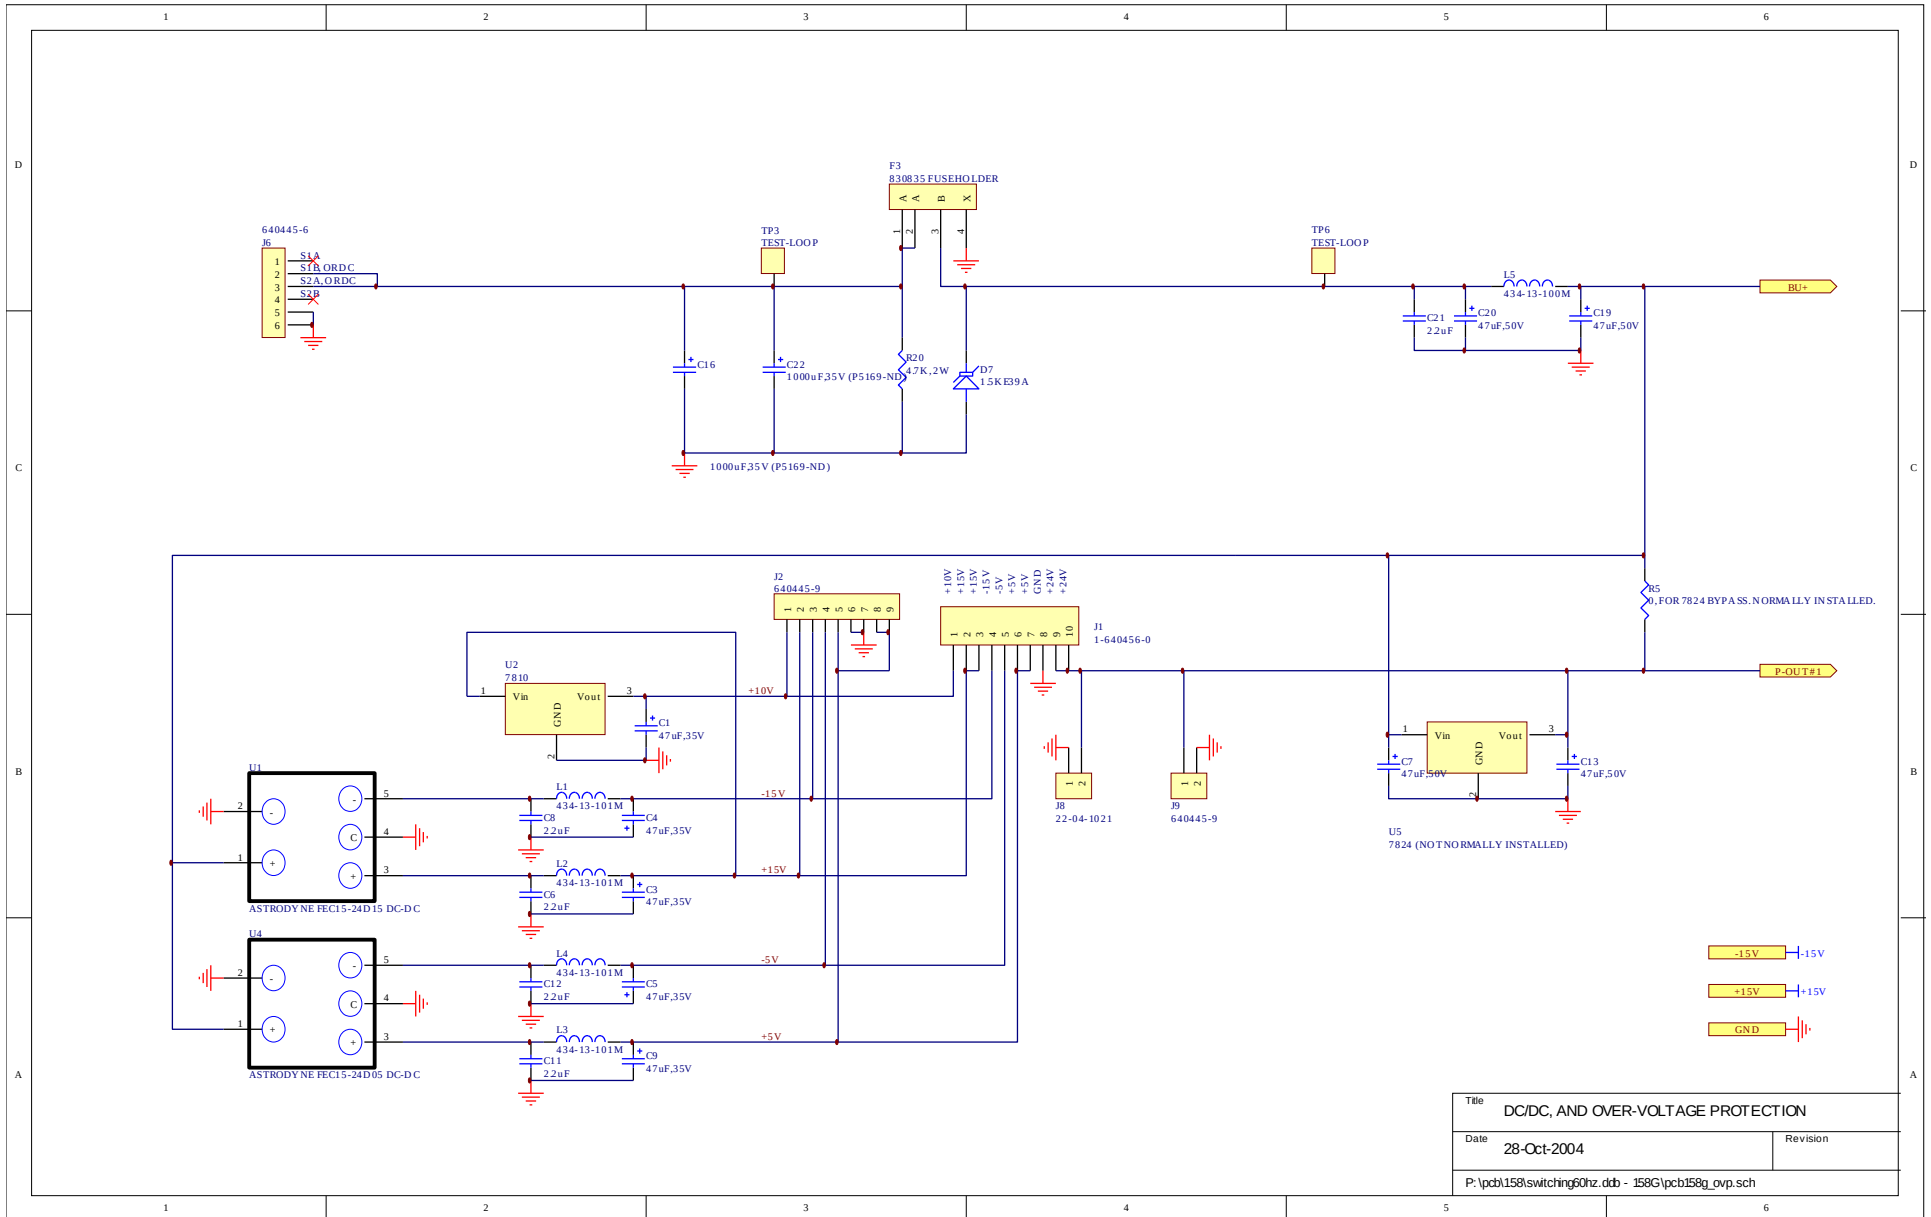 1 2 3 4 5 6
D D
C C
B B
A A
F3
830835 FUSEHOLDER
A A B X
1 2 3 4
640445-6
J6
1 S1A
2 S1B, ORDC
3 S2A, ORDC
4 S2B
5
6
TP3
TEST-LOOP
TP6
TEST-LOOP
L5
434-13-100M
BU+
C21
2.2uF
C20
47uF,50V
C19
47uF,50V
C16
C22
1000uF,35V (P5169-ND)
R20
4.7K, 2W
D7
1.5KE39A
1000uF,35V (P5169-ND)
J2
640445-9
1 2 3 4 5 6 7 8 9
+10V
+15V
+15V
-15V
-5V
+5V
+5V
GND
+24V
+24V
1 2 3 4 5 6 7 8 9 10
J1
1-640456-0
R5
0, FOR 7824 BYPASS. NORMALLY INSTALLED.
P-OUT#1
U2
7810
1 Vin Vout 3
GND
2
+10V
C1
47uF,35V
1 Vin Vout 3
GND
2
C7
47uF,50V
C13
47uF,50V
U5
7824 (NOT NORMALLY INSTALLED)
1 2
J8
22-04-1021
1 2
J9
640445-9
U1
2 - - 5
C 4
1 + + 3
ASTRODYNE FEC15-24D15 DC-DC
L1
434-13-101M
-15V
C8
2.2uF
C4
47uF,35V
L2
434-13-101M
+15V
C6
2.2uF
C3
47uF,35V
U4
2 - - 5
C 4
1 + + 3
ASTRODYNE FEC15-24D05 DC-DC
L4
434-13-101M
-5V
C12
2.2uF
C5
47uF,35V
L3
434-13-101M
+5V
C11
2.2uF
C9
47uF,35V
-15V -15V
+15V +15V
GND
Title
DC/DC, AND OVER-VOLTAGE PROTECTION
Date
28-Oct-2004
Revision
P:\pcb\158\switching60hz.ddb - 158G\pcb158g_ovp.sch
1 2 3 4 5 6